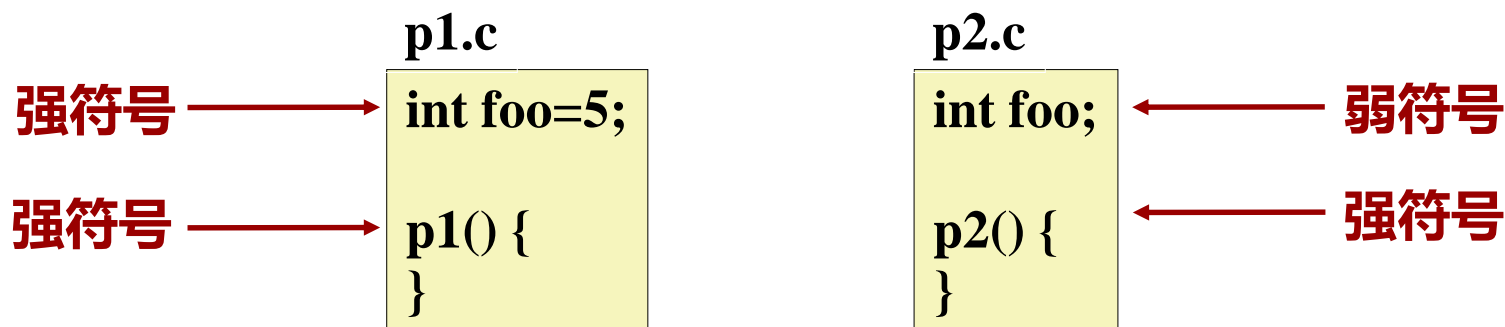 p1.c
强符号
int foo=5;
强符号
p1() {
}
p2.c
int foo;
弱符号
p2() {
强符号
}